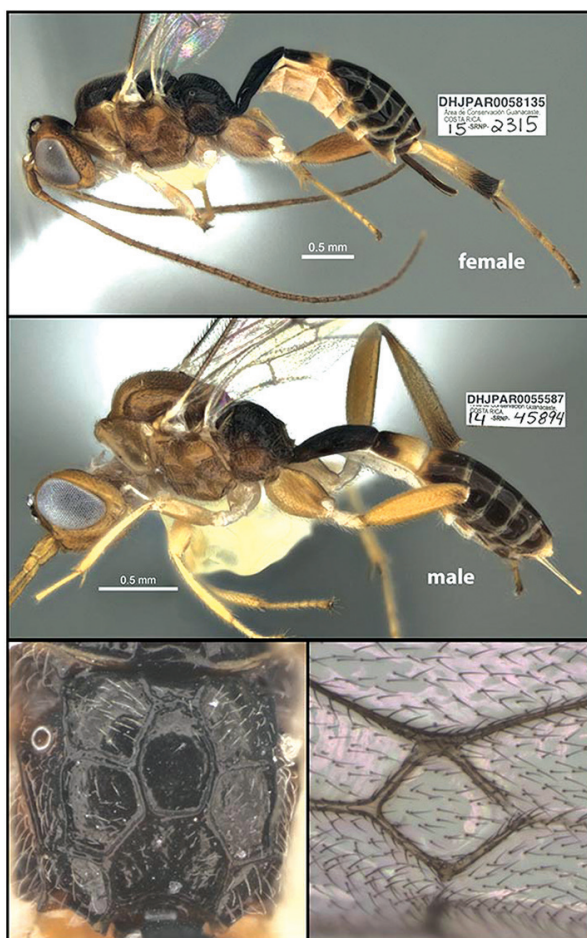 DHJPAR0058135
Area de Conservación Guanacaste,
COSTA RICA.
15-SRNP-2315
0.5 mm
female
DHJPAR0055587
COSTA RICA.
14-SRNP-45894
0.5 mm
male